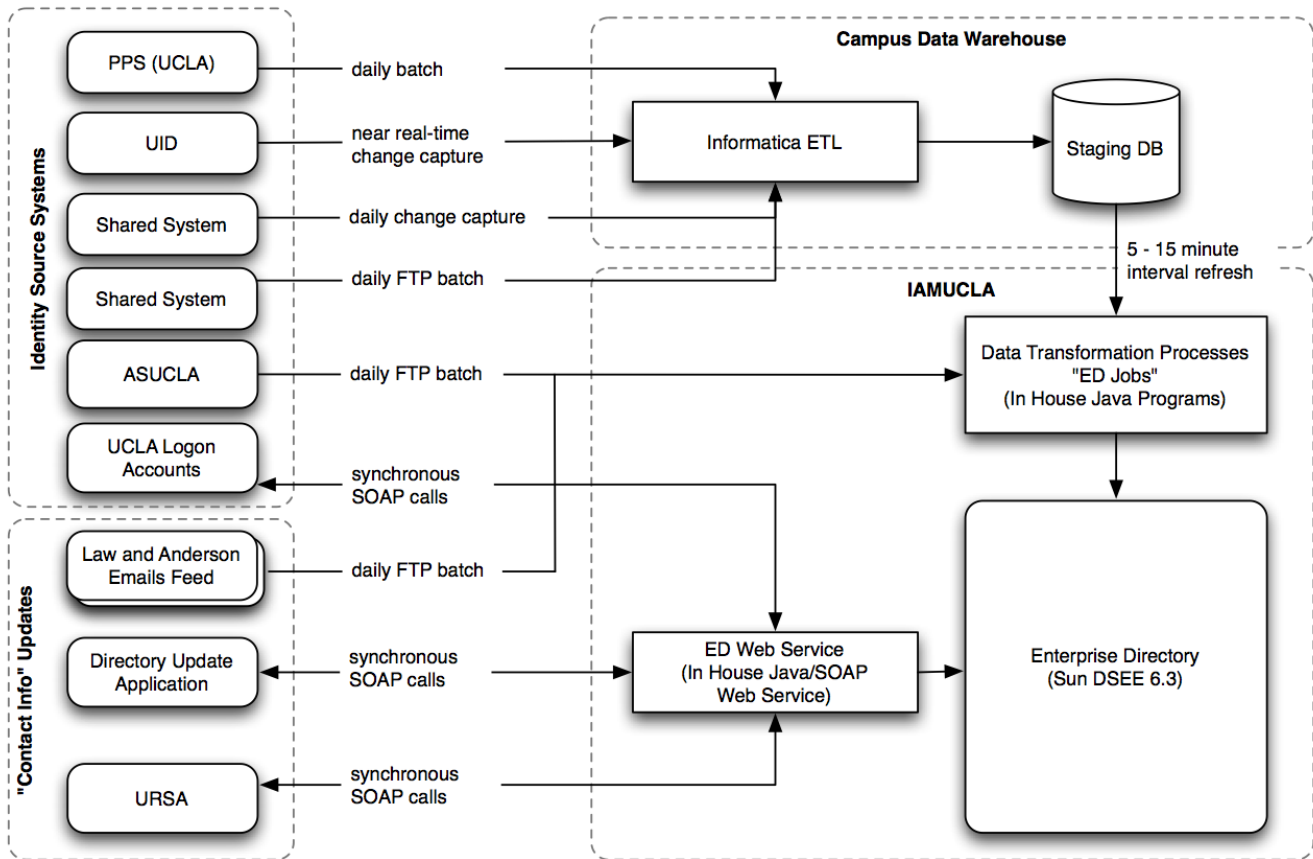 Identity Source Systems
PPS (UCLA)
UID
Shared System
Shared System
ASUCLA
UCLA Logon
Accounts
"Contact Info" Updates
Law and Anderson
Emails Feed
Directory Update
Application
URSA
daily batch
near real-time
change capture
daily change capture
daily FTP batch
daily FTP batch
synchronous
SOAP calls
daily FTP batch
synchronous
SOAP calls
synchronous
SOAP calls
Campus Data Warehouse
Informatica ETL
Staging DB
5 - 15 minute
interval refresh
IAMUCLA
Data Transformation Processes
"ED Jobs"
(In House Java Programs)
ED Web Service
(In House Java/SOAP
Web Service)
Enterprise Directory
(Sun DSEE 6.3)